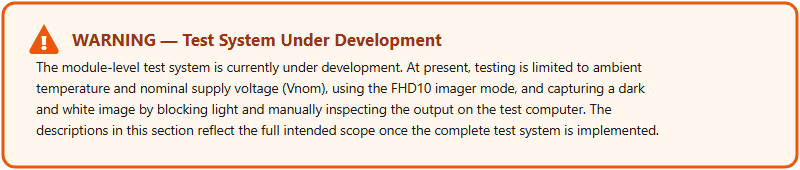 WARNING — Test System Under Development
The module-level test system is currently under development. At present, testing is limited to ambient
temperature and nominal supply voltage (Vnom), using the FHD10 imager mode, and capturing a dark
and white image by blocking light and manually inspecting the output on the test computer. The
descriptions in this section reflect the full intended scope once the complete test system is implemented.